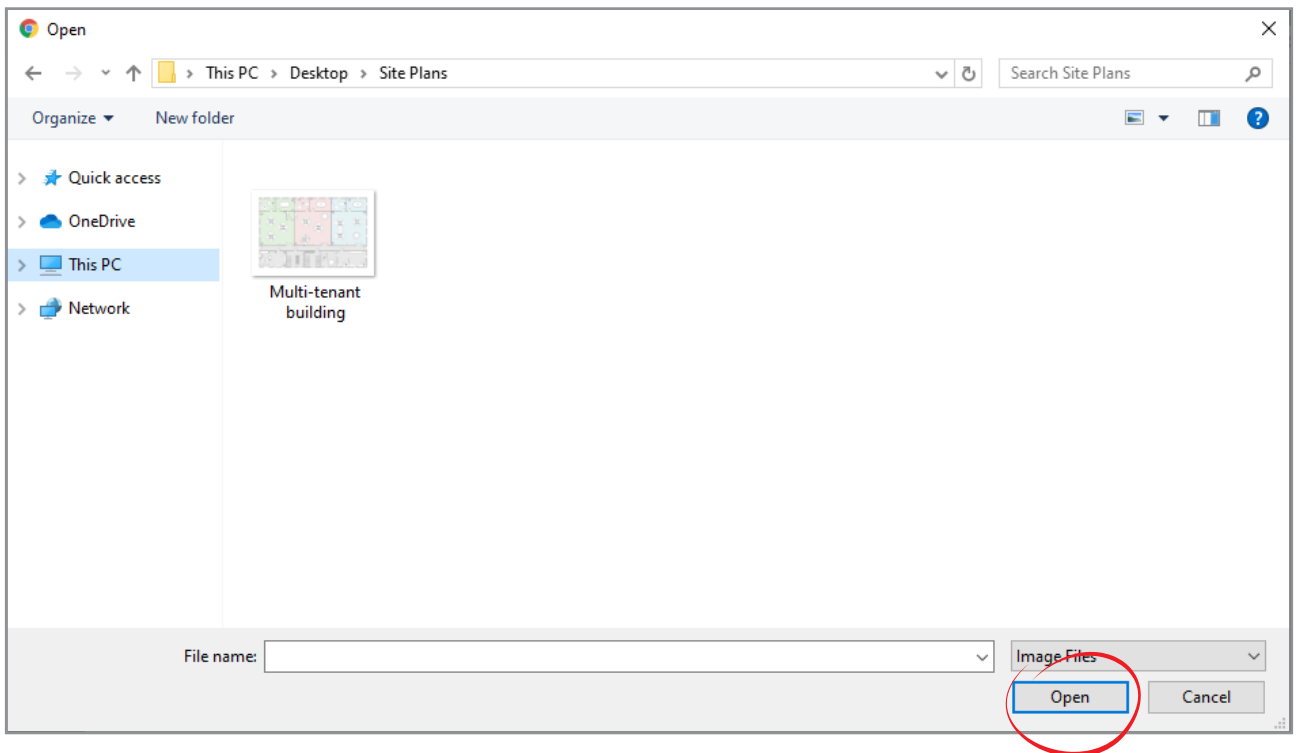 Open
This PC > Desktop > Site Plans
Search Site Plans
Organize
New folder
?
Quick access
OneDrive
This PC
Network
Multi-tenant
building
File name:
Image Files
Open
Cancel